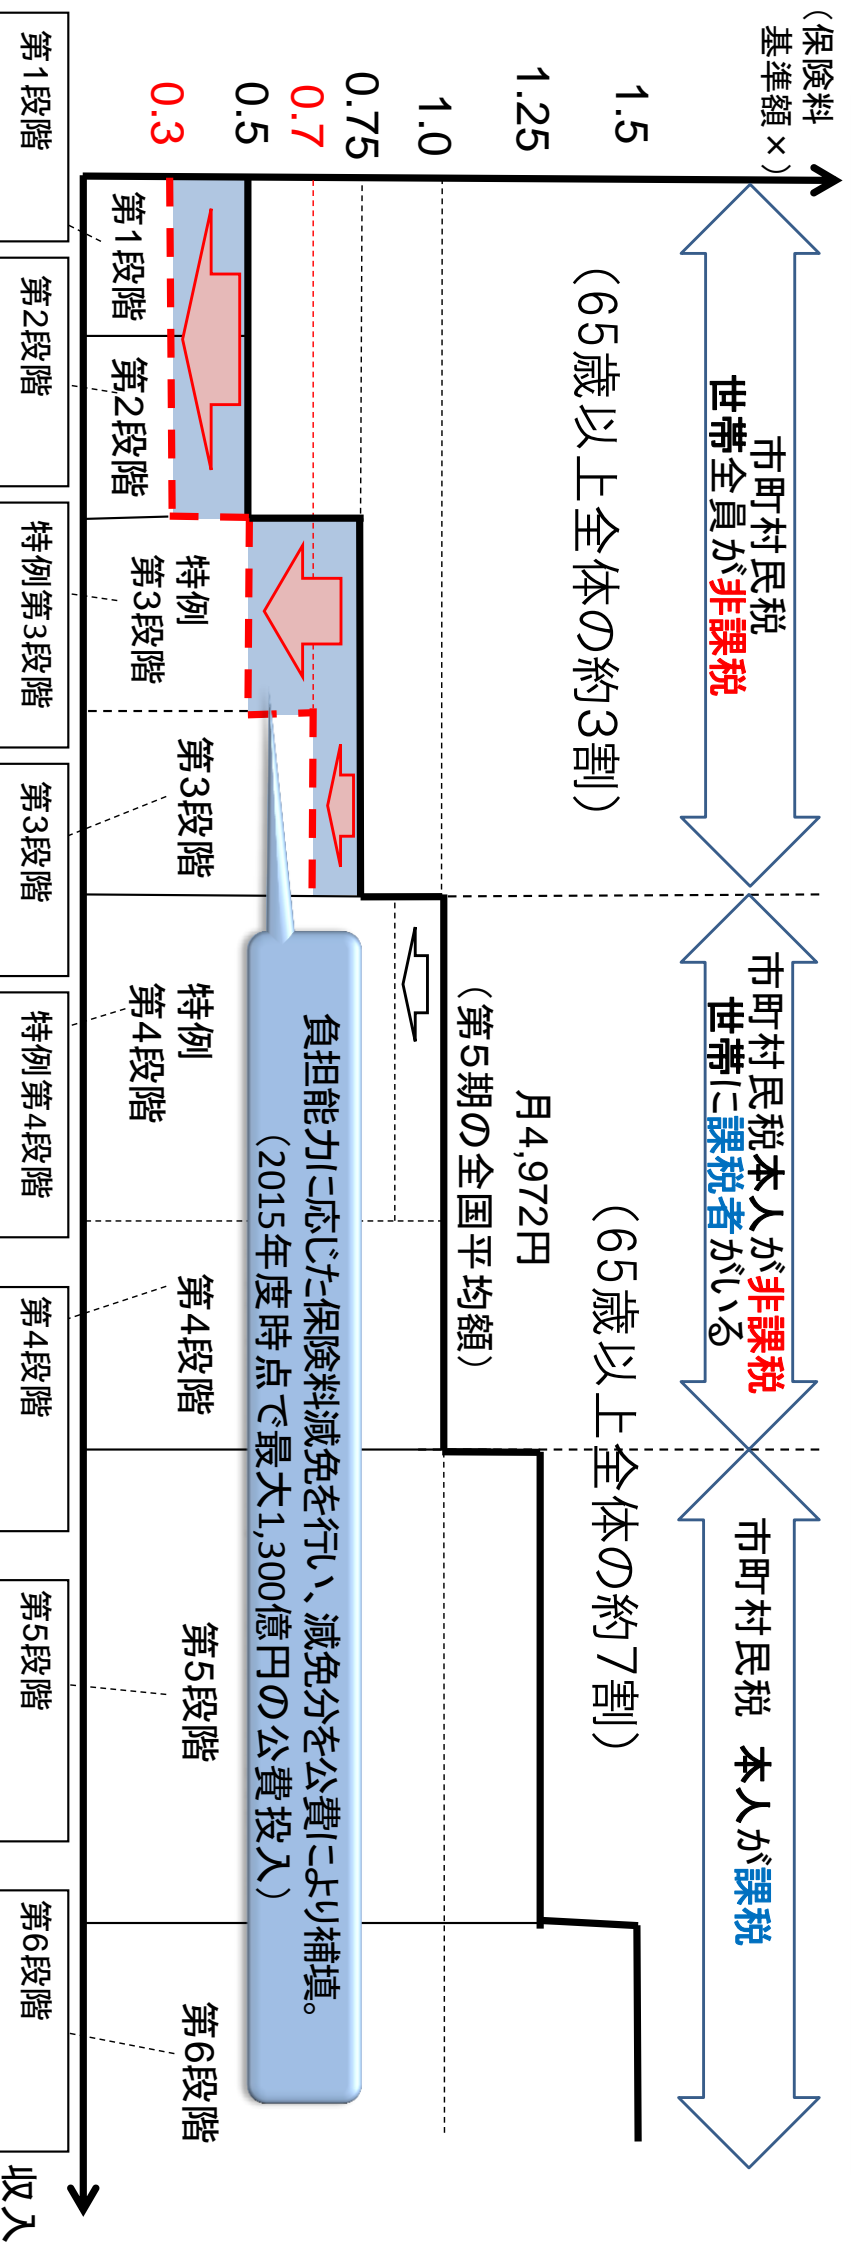 （保険料
基準額×）
1.5
1.25
1.0
0.75
0.7
0.5
0.3
市町村民税
世帯全員が非課税
市町村民税本人が非課税
世帯に課税者がいる
市町村民税 本人が課税
（65歳以上全体の約3割）
（65歳以上全体の約7割）
月4,972円
（第5期の全国平均額）
負担能力に応じた保険料減免を行い、減免分を公費により補填。
（2015年度時点で最大1,300億円の公費投入）
第1段階
第2段階
特例
第3段階
第3段階
特例
第4段階
第4段階
第5段階
第6段階
収入
第1段階
第2段階
特例第3段階
第3段階
特例第4段階
第4段階
第5段階
第6段階